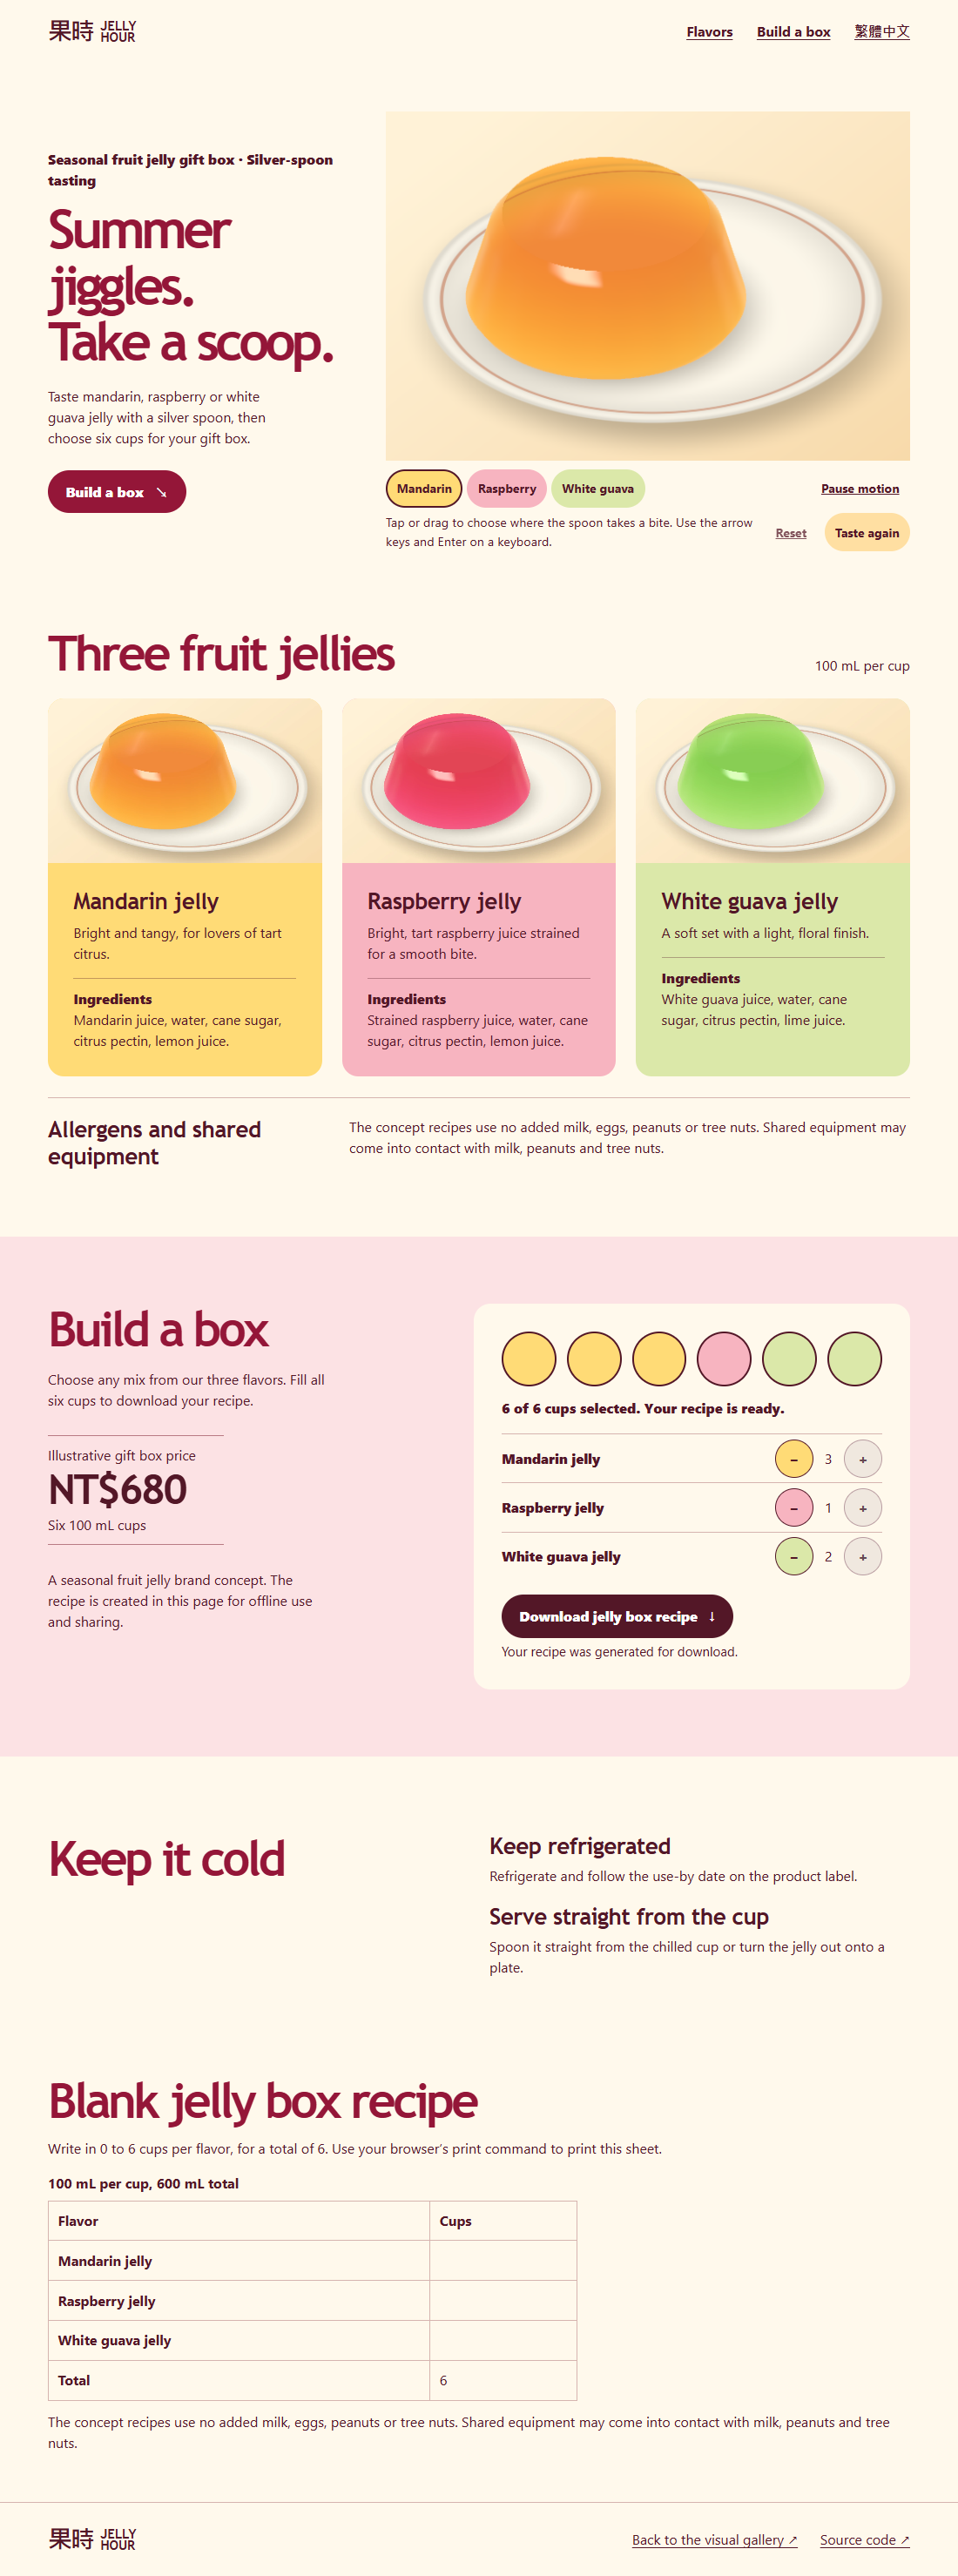 果時 JELLY
HOUR
Flavors Build a box 繁體中文
Seasonal fruit jelly gift box · Silver-spoon
tasting
Summer
jiggles.
Take a scoop.
Taste mandarin, raspberry or white
guava jelly with a silver spoon, then
choose six cups for your gift box.
Build a box ↘
Mandarin Raspberry White guava Pause motion
Tap or drag to choose where the spoon takes a bite. Use the arrow
keys and Enter on a keyboard.
Reset Taste again
Three fruit jellies
100 mL per cup
Mandarin jelly
Bright and tangy, for lovers of tart
citrus.
Ingredients
Mandarin juice, water, cane sugar,
citrus pectin, lemon juice.
Raspberry jelly
Bright, tart raspberry juice strained
for a smooth bite.
Ingredients
Strained raspberry juice, water, cane
sugar, citrus pectin, lemon juice.
White guava jelly
A soft set with a light, floral finish.
Ingredients
White guava juice, water, cane
sugar, citrus pectin, lime juice.
Allergens and shared
equipment
The concept recipes use no added milk, eggs, peanuts or tree nuts. Shared equipment may
come into contact with milk, peanuts and tree nuts.
Build a box
Choose any mix from our three flavors. Fill all
six cups to download your recipe.
Illustrative gift box price
NT$680
Six 100 mL cups
A seasonal fruit jelly brand concept. The
recipe is created in this page for offline use
and sharing.
6 of 6 cups selected. Your recipe is ready.
Mandarin jelly − 3 +
Raspberry jelly − 1 +
White guava jelly − 2 +
Download jelly box recipe ↓
Your recipe was generated for download.
Keep it cold
Keep refrigerated
Refrigerate and follow the use-by date on the product label.
Serve straight from the cup
Spoon it straight from the chilled cup or turn the jelly out onto a
plate.
Blank jelly box recipe
Write in 0 to 6 cups per flavor, for a total of 6. Use your browser's print command to print this sheet.
100 mL per cup, 600 mL total
Flavor Cups
Mandarin jelly
Raspberry jelly
White guava jelly
Total 6
The concept recipes use no added milk, eggs, peanuts or tree nuts. Shared equipment may come into contact with milk, peanuts and tree
nuts.
果時 JELLY
HOUR
Back to the visual gallery ↗ Source code ↗